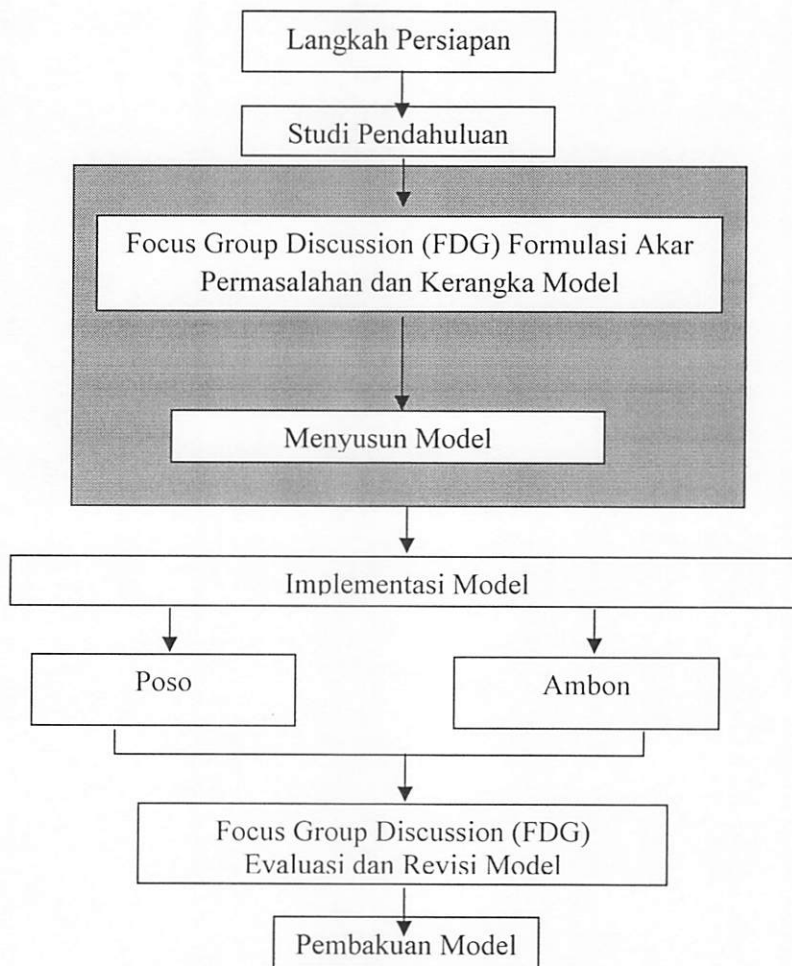 Langkah Persiapan
Studi Pendahuluan
Focus Group Discussion (FDG) Formulasi Akar
Permasalahan dan Kerangka Model
Menyusun Model
Implementasi Model
Poso
Ambon
Focus Group Discussion (FDG)
Evaluasi dan Revisi Model
Pembakuan Model